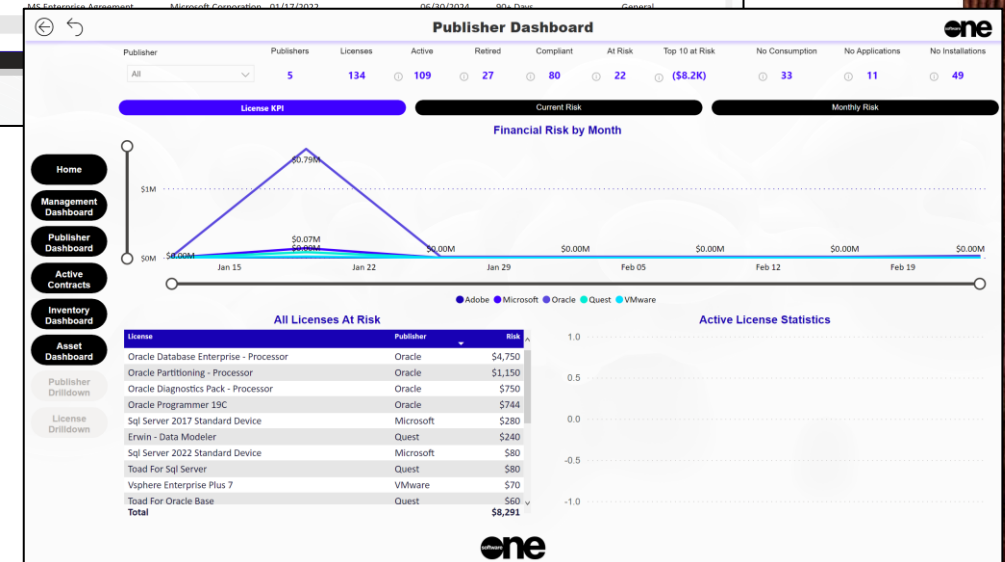 MS Enterprise Agreement Microsoft Corporation 01/17/2022 06/30/2024 90+ Days General
Publisher Dashboard
software one
Publisher Publishers Licenses Active Retired Compliant At Risk Top 10 at Risk No Consumption No Applications No Installations
All 5 134 109 27 80 22 ($8.2K) 33 11 49
License KPI Current Risk Monthly Risk
Financial Risk by Month
Home
Management
Dashboard
Publisher
Dashboard
Active
Contracts
Inventory
Dashboard
Asset
Dashboard
Publisher
Drilldown
License
Drilldown
$0.79M
$1M
$0.07M
$0.00M $0.00M $0.00M $0.00M $0.00M $0.00M
$0M
Jan 15 Jan 22 Jan 29 Feb 05 Feb 12 Feb 19
Adobe Microsoft Oracle Quest VMware
All Licenses At Risk
License Publisher Risk
Oracle Database Enterprise - Processor Oracle $4,750
Oracle Partitioning - Processor Oracle $1,150
Oracle Diagnostics Pack - Processor Oracle $750
Oracle Programmer 19C Oracle $744
Sql Server 2017 Standard Device Microsoft $280
Erwin - Data Modeler Quest $240
Sql Server 2022 Standard Device Microsoft $80
Toad For Sql Server Quest $80
Vsphere Enterprise Plus 7 VMware $70
Toad For Oracle Base Quest $60
Total $8,291
Active License Statistics
1.0
0.5
0.0
-0.5
-1.0
software one